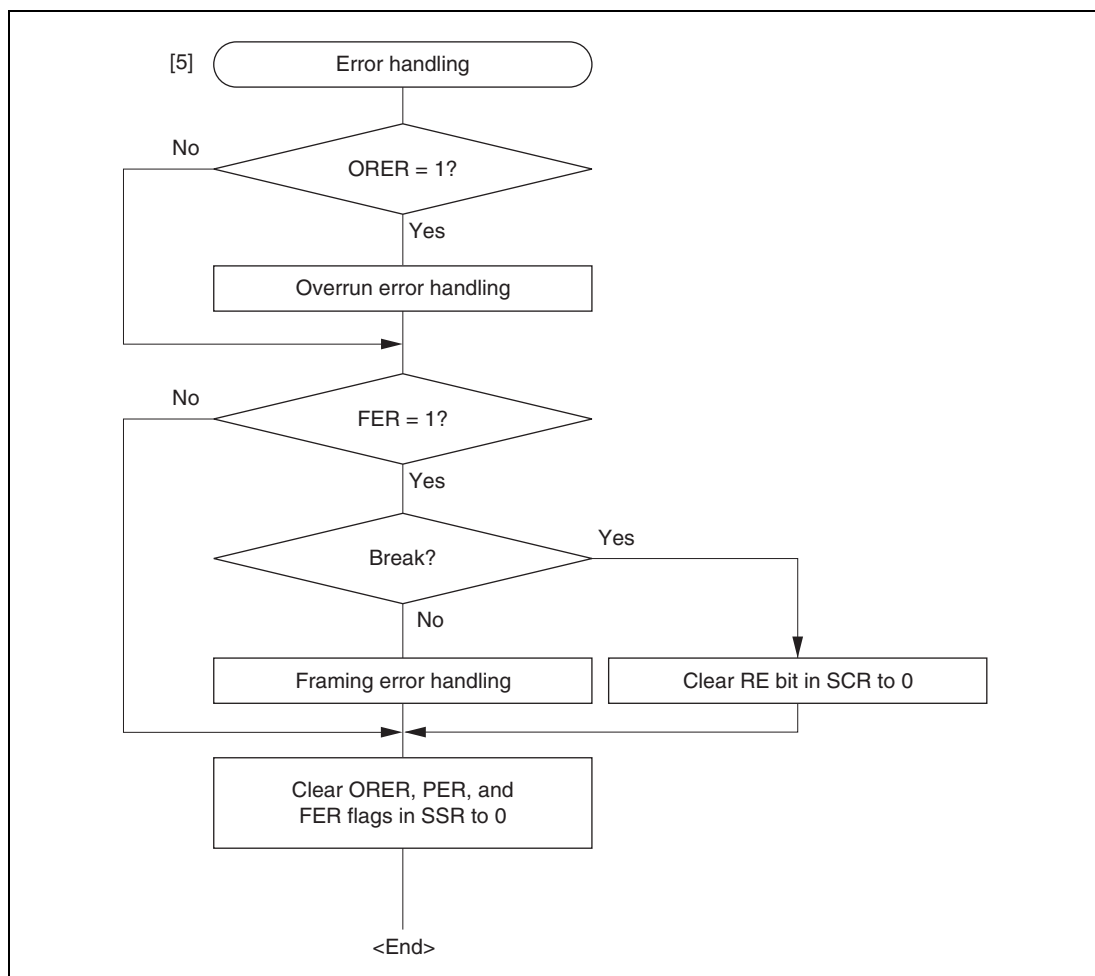 [5] Error handling
No
ORER = 1?
Yes
Overrun error handling
No
FER = 1?
Yes
Yes
Break?
No
Framing error handling
Clear RE bit in SCR to 0
Clear ORER, PER, and
FER flags in SSR to 0
<End>